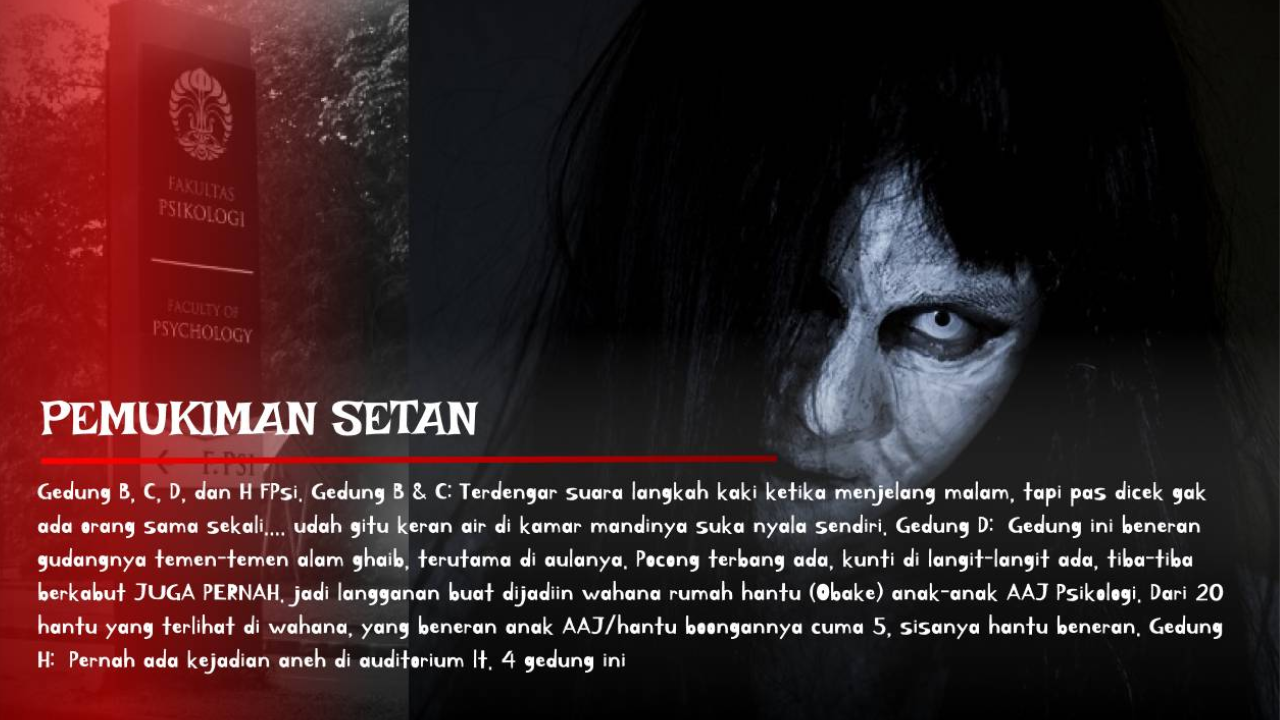 FAKULTAS
PSIKOLOGI
FACULTY OF
PSYCHOLOGY
F.PSI
PEMUKIMAN SETAN
Gedung B, C, D, dan H FPsi, Gedung B & C: Terdengar suara langkah kaki ketika menjelang malam, tapi pas dicek gak
ada orang sama sekali.... udah gitu keran air di kamar mandinya suka nyala sendiri, Gedung D: Gedung ini beneran
gudangnya temen-temen alam ghaib, terutama di aulanya, Pocong terbang ada, kunti di langit-langit ada, tiba-tiba
berkabut JUGA PERNAH, jadi langganan buat dijadiin wahana rumah hantu (Obake) anak-anak AAJ Psikologi, Dari 20
hantu yang terlihat di wahana, yang beneran anak AAJ/hantu boongannya cuma 5, sisanya hantu beneran, Gedung
H: Pernah ada kejadian aneh di auditorium lt, 4 gedung ini